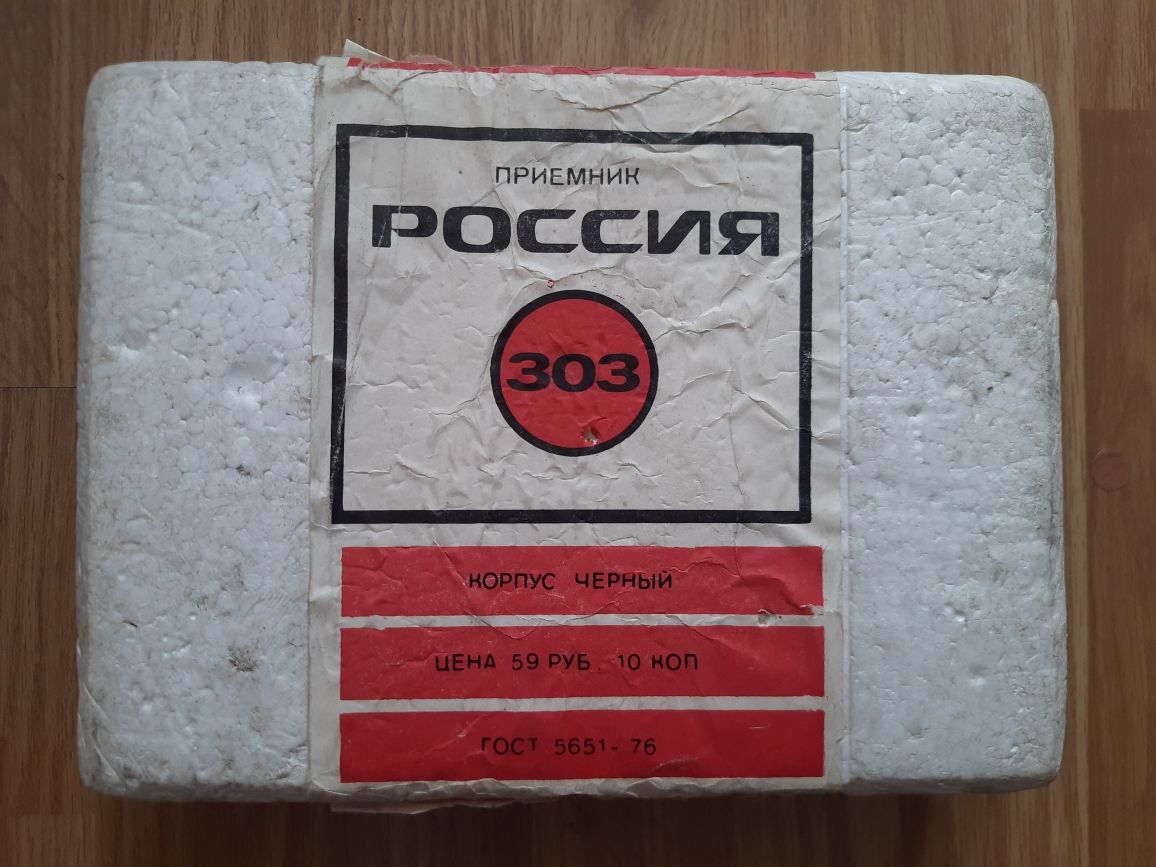 ПРИЕМНИК
РОССИЯ
303
КОРПУС ЧЕРНЫЙ
ЦЕНА 59 РУБ. 10 КОП
ГОСТ 5651-76